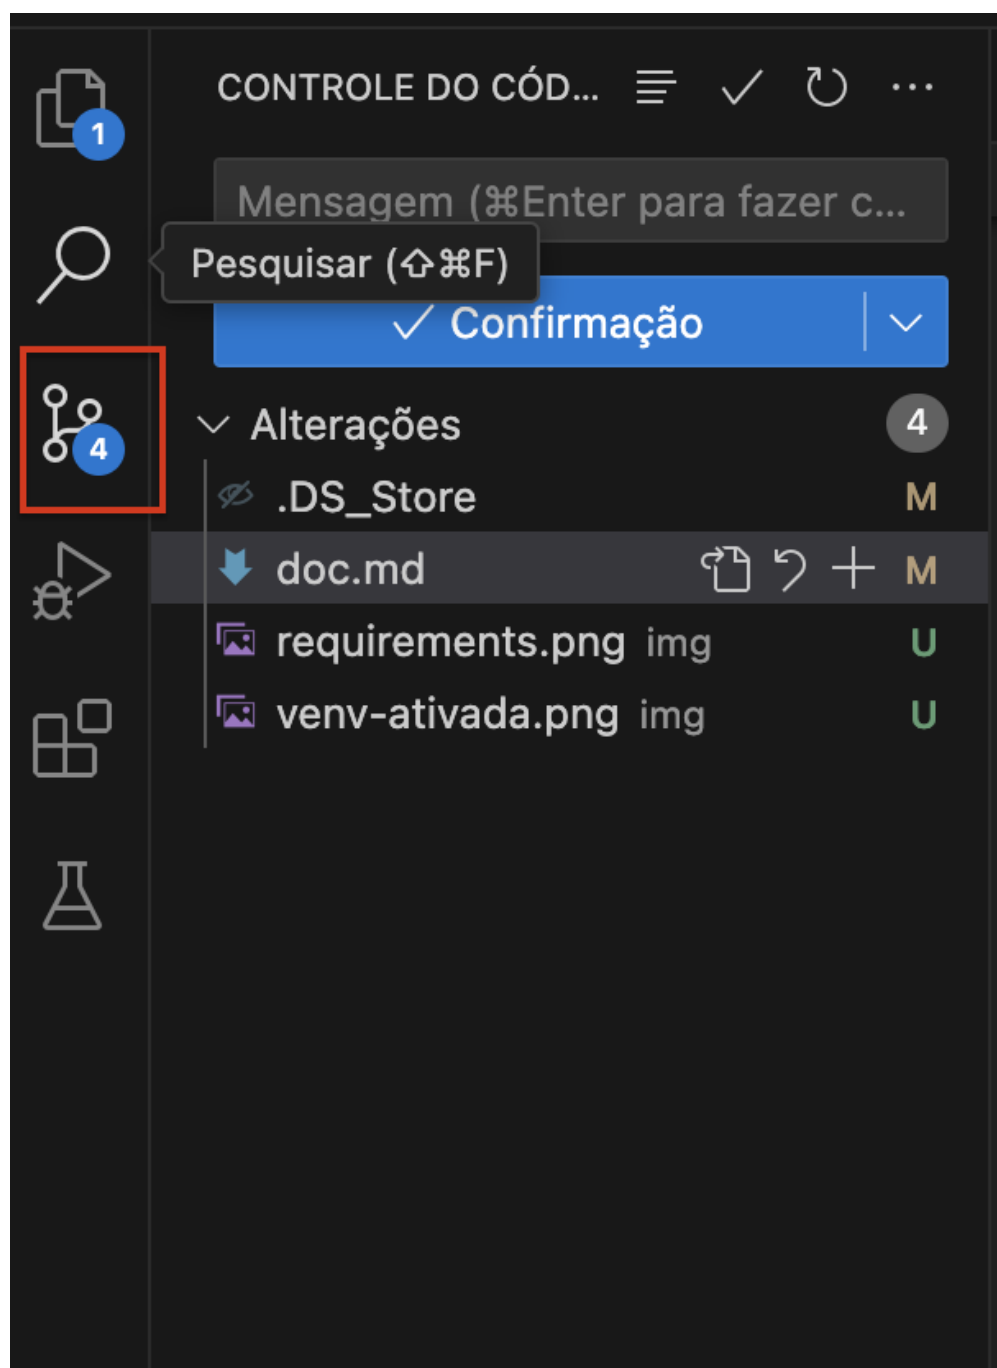 CONTROLE DO CÓD...
1
Mensagem (⌘Enter para fazer c...
Pesquisar (⇧⌘F)
Confirmação
4
Alterações 4
.DS_Store M
doc.md M
requirements.png img U
venv-ativada.png img U